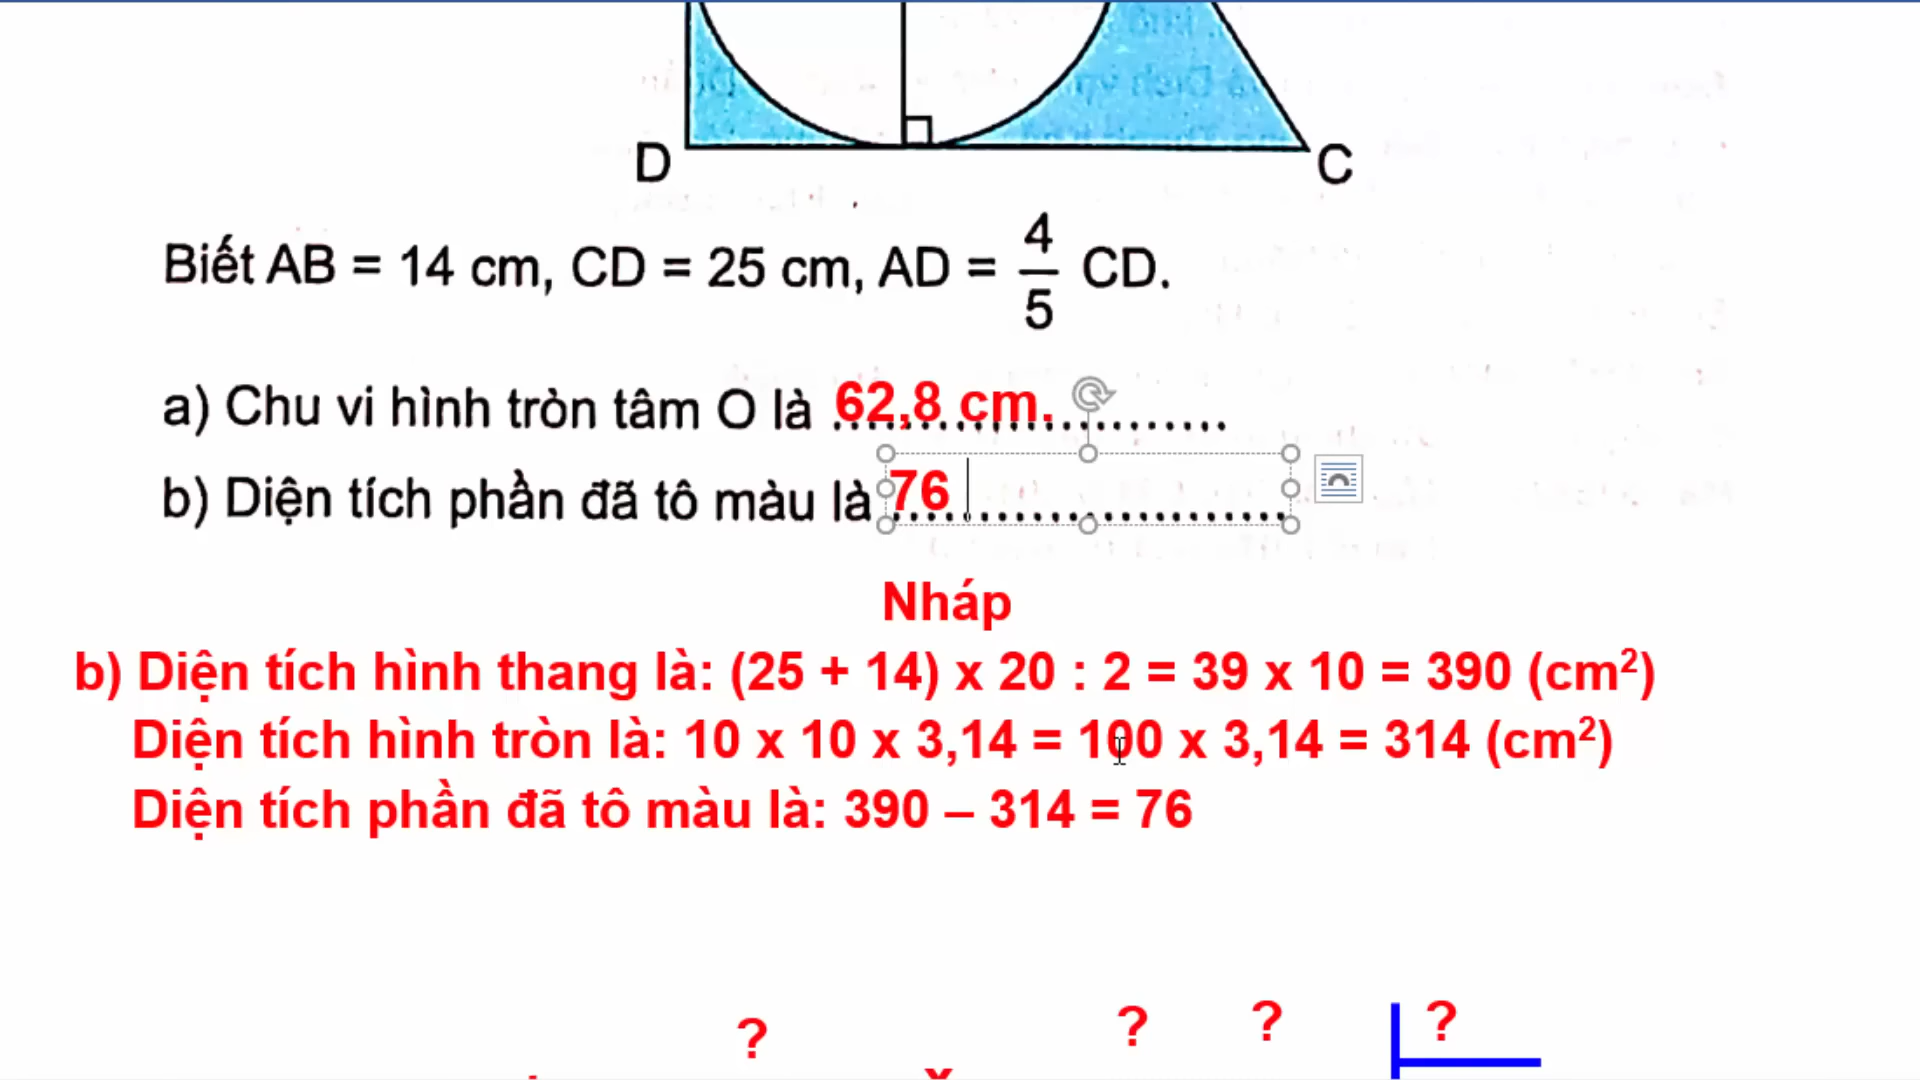 D
C
Biết AB = 14 cm, CD = 25 cm, AD = 4/5 CD.
a) Chu vi hình tròn tâm O là 62,8 cm. ..........
b) Diện tích phần đã tô màu là 76 ....................
Nháp
b) Diện tích hình thang là: (25 + 14) x 20 : 2 = 39 x 10 = 390 (cm²)
Diện tích hình tròn là: 10 x 10 x 3,14 = 100 x 3,14 = 314 (cm²)
Diện tích phần đã tô màu là: 390 – 314 = 76
? ? ? ?